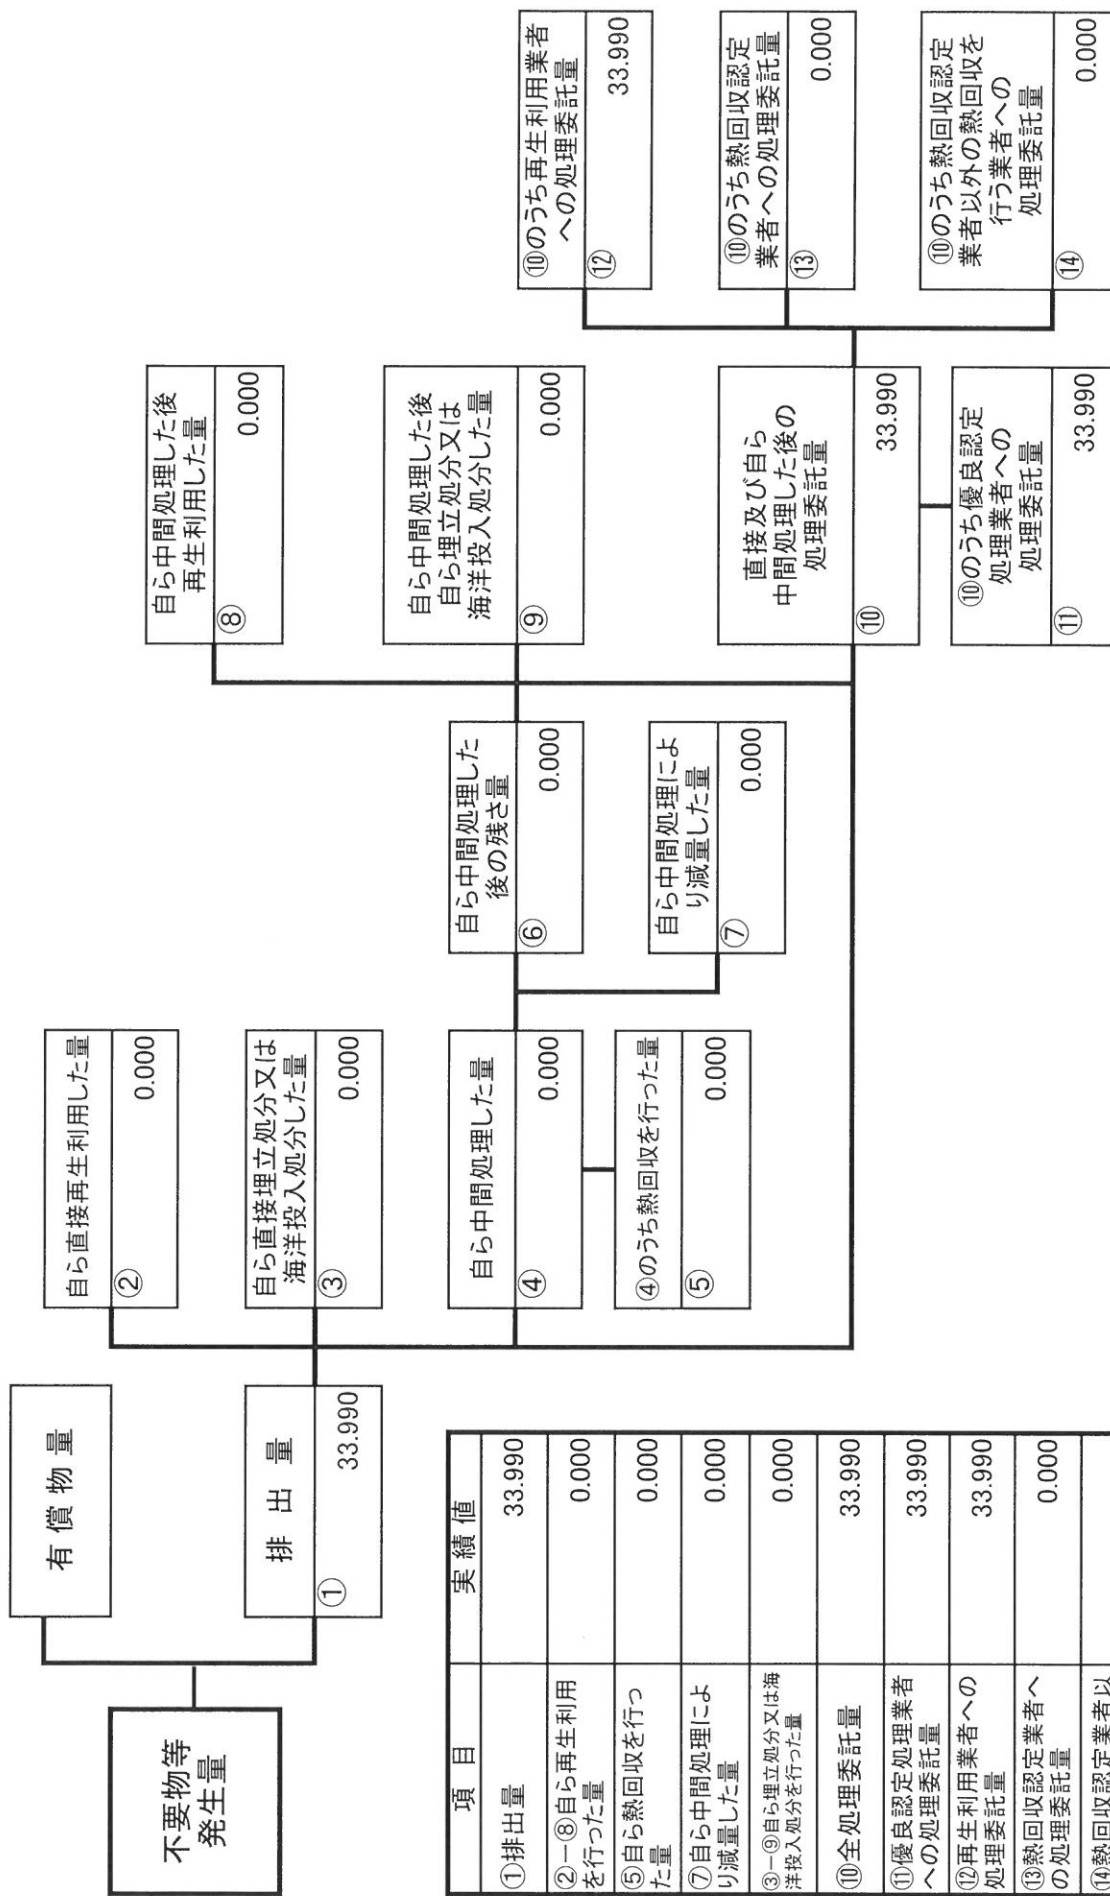 不要物等
発生量
有償物量
排出量
①
33.990
自ら直接再生利用した量
②
0.000
自ら直接埋立処分又は
海洋投入処分した量
③
0.000
自ら中間処理した量
④
0.000
④のうち熱回収を行った量
⑤
0.000
自ら中間処理した
後の残さ量
⑥
0.000
自ら中間処理によ
り減量した量
⑦
0.000
自ら中間処理した後
再生利用した量
⑧
0.000
自ら中間処理した後
自ら埋立処分又は
海洋投入処分した量
⑨
0.000
直接及び自ら
中間処理した後の
処理委託量
⑩
33.990
⑩のうち優良認定
処理業者への
処理委託量
⑪
33.990
⑩のうち再生利用業者
への処理委託量
⑫
33.990
⑩のうち熱回収認定
業者への処理委託量
⑬
0.000
⑩のうち熱回収認定
業者以外の熱回収を
行う業者への
処理委託量
⑭
0.000
項目 実績値
①排出量 33.990
②−⑧自ら再生利用
を行った量 0.000
⑤自ら熱回収を行っ
た量 0.000
⑦自ら中間処理によ
り減量した量 0.000
③−⑨自ら埋立処分又は海
洋投入処分を行った量 0.000
⑩全処理委託量 33.990
⑪優良認定処理業者
への処理委託量 33.990
⑫再生利用業者への
処理委託量 33.990
⑬熱回収認定業者へ
の処理委託量 0.000
⑭熱回収認定業者以